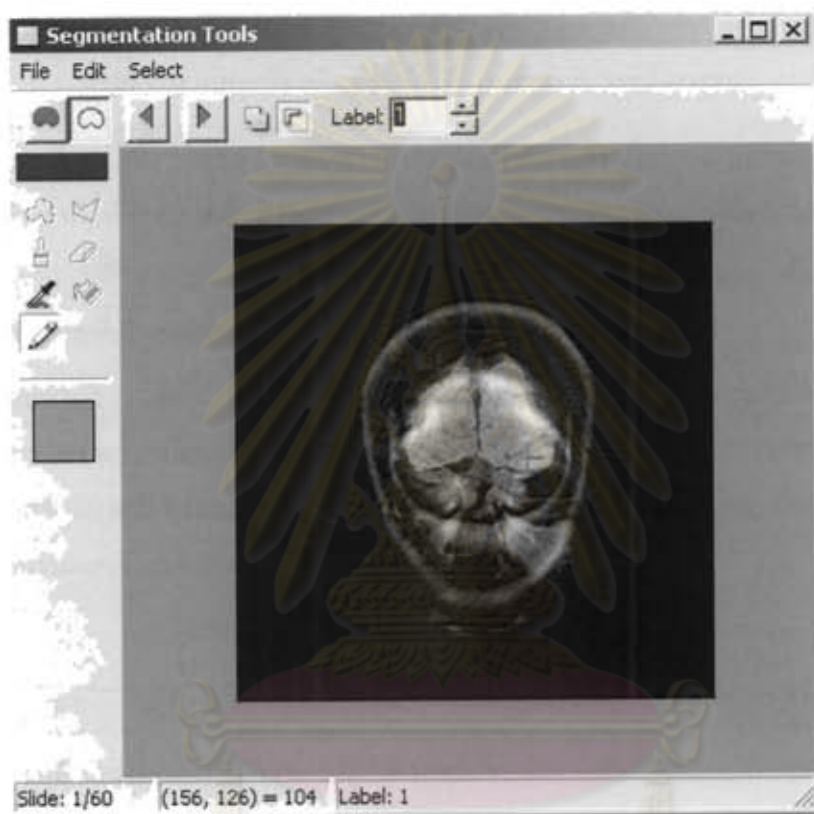 Segmentation Tools
File Edit Select
Label: 1
Slide: 1/60 (156, 126) = 104 Label: 1